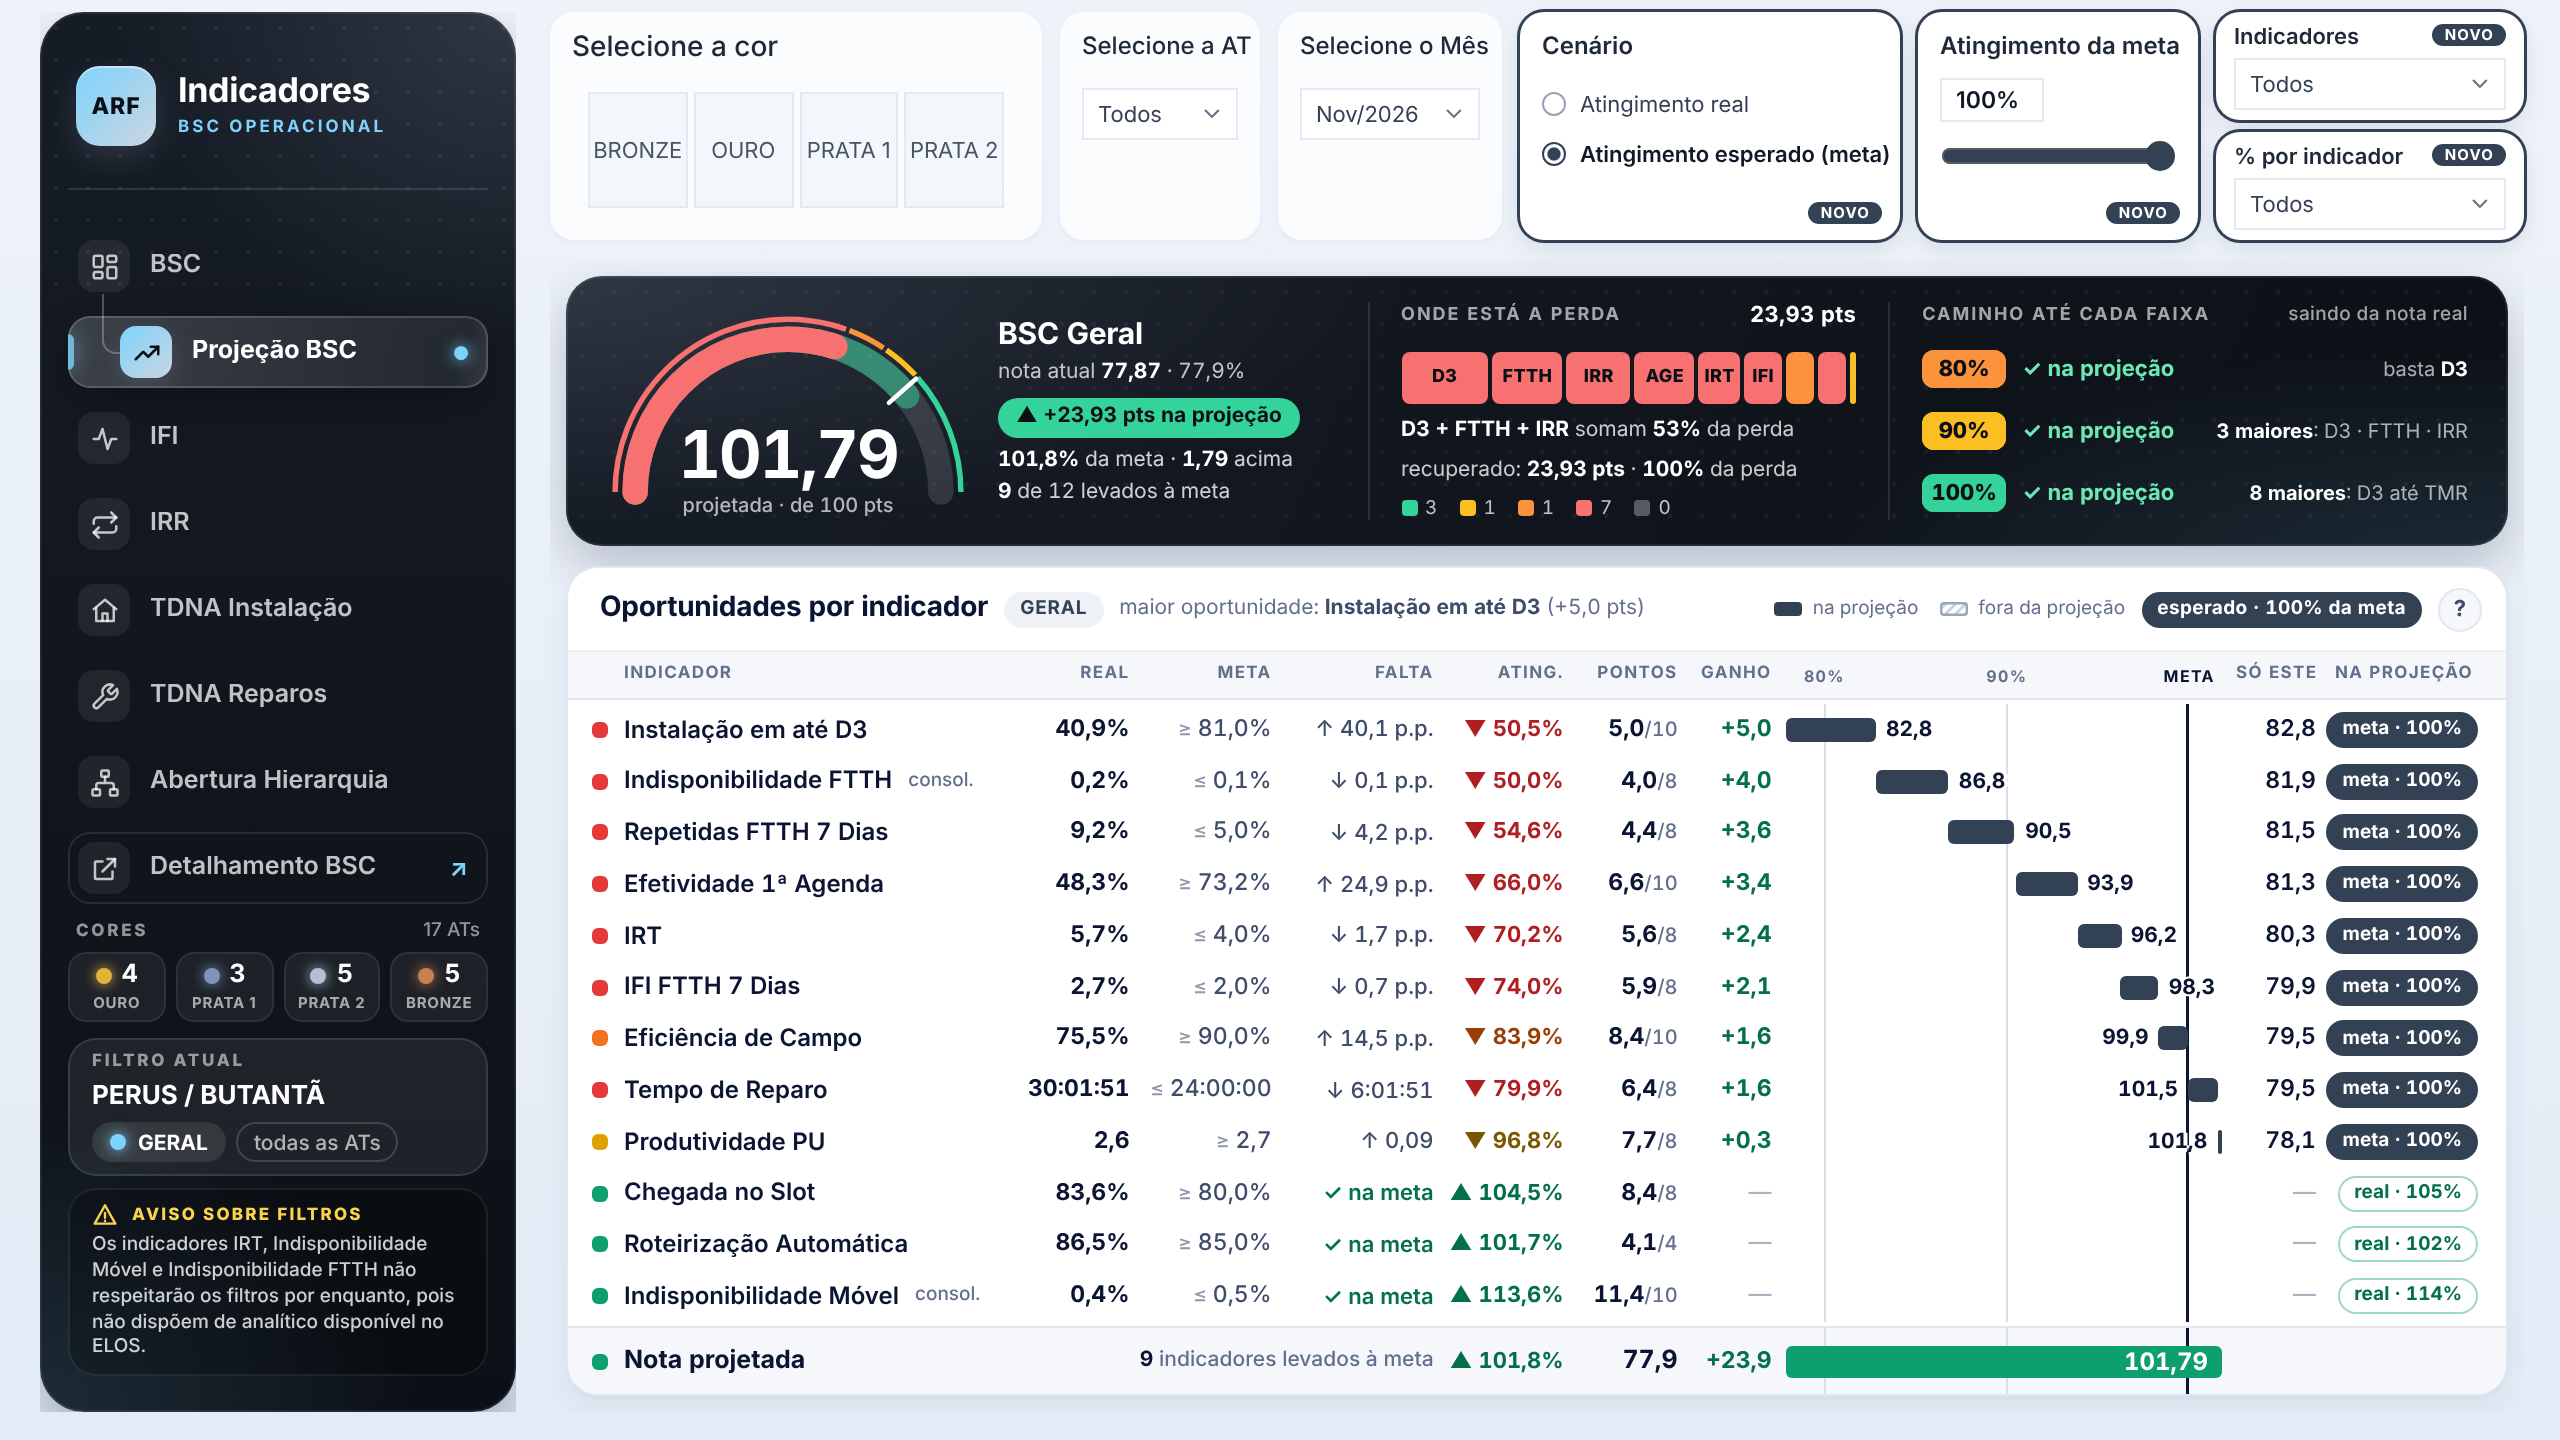 ARF
Indicadores
BSC OPERACIONAL
BSC
Projeção BSC
IFI
IRR
TDNA Instalação
TDNA Reparos
Abertura Hierarquia
Detalhamento BSC
CORES 17 ATs
4 3 5 5
OURO PRATA 1 PRATA 2 BRONZE
FILTRO ATUAL
PERUS / BUTANTÃ
GERAL todas as ATs
AVISO SOBRE FILTROS
Os indicadores IRT, Indisponibilidade
Móvel e Indisponibilidade FTTH não
respeitarão os filtros por enquanto, pois
não dispõem de analítico disponível no
ELOS.
Selecione a cor
BRONZE OURO PRATA 1 PRATA 2
Selecione a AT
Todos
Selecione o Mês
Nov/2026
Cenário
Atingimento real
Atingimento esperado (meta)
NOVO
Atingimento da meta
100%
NOVO
Indicadores NOVO
Todos
% por indicador NOVO
Todos
101,79
projetada · de 100 pts
BSC Geral
nota atual 77,87 · 77,9%
▲ +23,93 pts na projeção
101,8% da meta · 1,79 acima
9 de 12 levados à meta
ONDE ESTÁ A PERDA 23,93 pts
D3 FTTH IRR AGE IRT IFI
D3 + FTTH + IRR somam 53% da perda
recuperado: 23,93 pts · 100% da perda
3 1 1 7 0
CAMINHO ATÉ CADA FAIXA saindo da nota real
80% ✓ na projeção basta D3
90% ✓ na projeção 3 maiores: D3 · FTTH · IRR
100% ✓ na projeção 8 maiores: D3 até TMR
Oportunidades por indicador GERAL maior oportunidade: Instalação em até D3 (+5,0 pts) na projeção fora da projeção esperado · 100% da meta ?
INDICADOR REAL META FALTA ATING. PONTOS GANHO 80% 90% META SÓ ESTE NA PROJEÇÃO
Instalação em até D3 40,9% ≥ 81,0% ↑ 40,1 p.p. ▼ 50,5% 5,0/10 +5,0 82,8 82,8 meta · 100%
Indisponibilidade FTTH consol. 0,2% ≤ 0,1% ↓ 0,1 p.p. ▼ 50,0% 4,0/8 +4,0 86,8 81,9 meta · 100%
Repetidas FTTH 7 Dias 9,2% ≤ 5,0% ↓ 4,2 p.p. ▼ 54,6% 4,4/8 +3,6 90,5 81,5 meta · 100%
Efetividade 1ª Agenda 48,3% ≥ 73,2% ↑ 24,9 p.p. ▼ 66,0% 6,6/10 +3,4 93,9 81,3 meta · 100%
IRT 5,7% ≤ 4,0% ↓ 1,7 p.p. ▼ 70,2% 5,6/8 +2,4 96,2 80,3 meta · 100%
IFI FTTH 7 Dias 2,7% ≤ 2,0% ↓ 0,7 p.p. ▼ 74,0% 5,9/8 +2,1 98,3 79,9 meta · 100%
Eficiência de Campo 75,5% ≥ 90,0% ↑ 14,5 p.p. ▼ 83,9% 8,4/10 +1,6 99,9 79,5 meta · 100%
Tempo de Reparo 30:01:51 ≤ 24:00:00 ↓ 6:01:51 ▼ 79,9% 6,4/8 +1,6 101,5 79,5 meta · 100%
Produtividade PU 2,6 ≥ 2,7 ↑ 0,09 ▼ 96,8% 7,7/8 +0,3 101,8 78,1 meta · 100%
Chegada no Slot 83,6% ≥ 80,0% ✓ na meta ▲ 104,5% 8,4/8 — — real · 105%
Roteirização Automática 86,5% ≥ 85,0% ✓ na meta ▲ 101,7% 4,1/4 — — real · 102%
Indisponibilidade Móvel consol. 0,4% ≤ 0,5% ✓ na meta ▲ 113,6% 11,4/10 — — real · 114%
Nota projetada 9 indicadores levados à meta ▲ 101,8% 77,9 +23,9 101,79